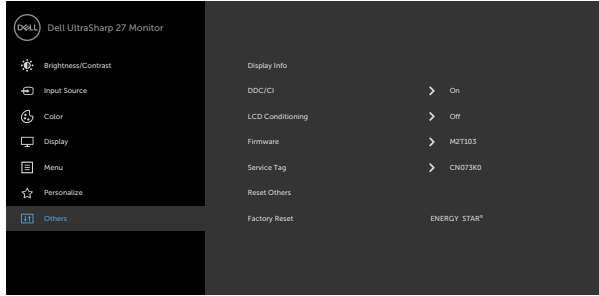 DELL Dell UltraSharp 27 Monitor
Brightness/Contrast Display Info
Input Source DDC/CI On
Color LCD Conditioning Off
Display Firmware M2T103
Menu Service Tag CN073K0
Personalize Reset Others
Others Factory Reset ENERGY STAR®